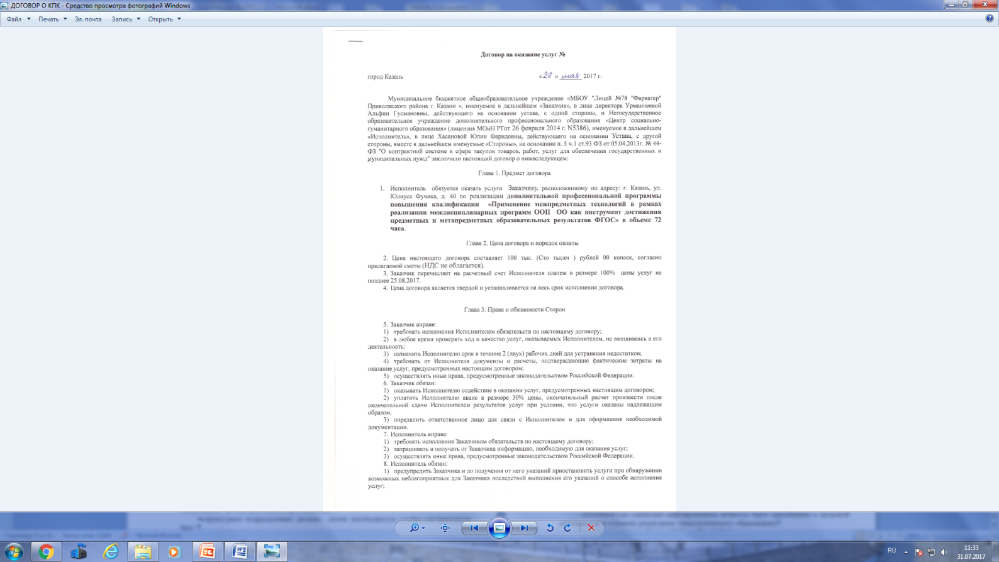 ДОГОВОР О КПК - Средство просмотра фотографий Windows
Файл Печать Эл. почта Запись Открыть
Договор на оказание услуг №
город Казань «22 » мая 2017 г.
Муниципальное бюджетное общеобразовательное учреждение «МБОУ "Лицей №78 "Фарватер"
Приволжского района г. Казани », именуемое в дальнейшем «Заказчик», в лице директора Урманчеевой
Альфии Гусмановны, действующего на основании устава, с одной стороны, и Негосударственное
образовательное учреждение дополнительного профессионального образования «Центр социально-
гуманитарного образования» (лицензия МОиН РТот 26 февраля 2014 г. N5386), именуемое в дальнейшем
«Исполнитель», в лице Хасановой Юлии Фаридовны, действующего на основании Устава, с другой
стороны, вместе в дальнейшем именуемые «Стороны», на основании п. 5 ч.1 ст.93 ФЗ от 05.04.2013г. № 44-
ФЗ "О контрактной системе в сфере закупок товаров, работ, услуг для обеспечения государственных и
муниципальных нужд" заключили настоящий договор о нижеследующем:
Глава 1. Предмет договора
1. Исполнитель обязуется оказать услуги Заказчику, расположенному по адресу: г. Казань, ул.
Юлиуса Фучика, д. 40 по реализации дополнительной профессиональной программы
повышения квалификации «Применение межпредметных технологий в рамках
реализации междисциплинарных программ ООП ОО как инструмент достижения
предметных и метапредметных образовательных результатов ФГОС» в объеме 72
часа.
Глава 2. Цена договора и порядок оплаты
2. Цена настоящего договора составляет 100 тыс. (Сто тысяч ) рублей 00 копеек, согласно
прилагаемой сметы (НДС не облагается).
3. Заказчик перечисляет на расчетный счет Исполнителя платеж в размере 100% цены услуг не
позднее 25.08.2017.
4. Цена договора является твердой и устанавливается на весь срок исполнения договора.
Глава 3. Права и обязанности Сторон
5. Заказчик вправе:
1) требовать исполнения Исполнителем обязательств по настоящему договору;
2) в любое время проверять ход и качество услуг, оказываемых Исполнителем, не вмешиваясь в его
деятельность;
3) назначить Исполнителю срок в течение 2 (двух) рабочих дней для устранения недостатков;
4) требовать от Исполнителя документы и расчеты, подтверждающие фактические затраты на
оказание услуг, предусмотренных настоящим договором;
5) осуществлять иные права, предусмотренные законодательством Российской Федерации.
6. Заказчик обязан:
1) оказывать Исполнителю содействие в оказании услуг, предусмотренных настоящим договором;
2) уплатить Исполнителю аванс в размере 30% цены, окончательный расчет произвести после
окончательной сдачи Исполнителем результатов услуг при условии, что услуги оказаны надлежащим
образом;
3) определить ответственное лицо для связи с Исполнителем и для оформления необходимой
документации.
7. Исполнитель вправе:
1) требовать исполнения Заказчиком обязательств по настоящему договору;
2) запрашивать и получать от Заказчика информацию, необходимую для оказания услуг;
3) осуществлять иные права, предусмотренные законодательством Российской Федерации.
8. Исполнитель обязан:
1) предупредить Заказчика и до получения от него указаний приостановить услуги при обнаружении
возможных неблагоприятных для Заказчика последствий выполнения его указаний о способе исполнения
услуг;
RU
11:33
31.07.2017